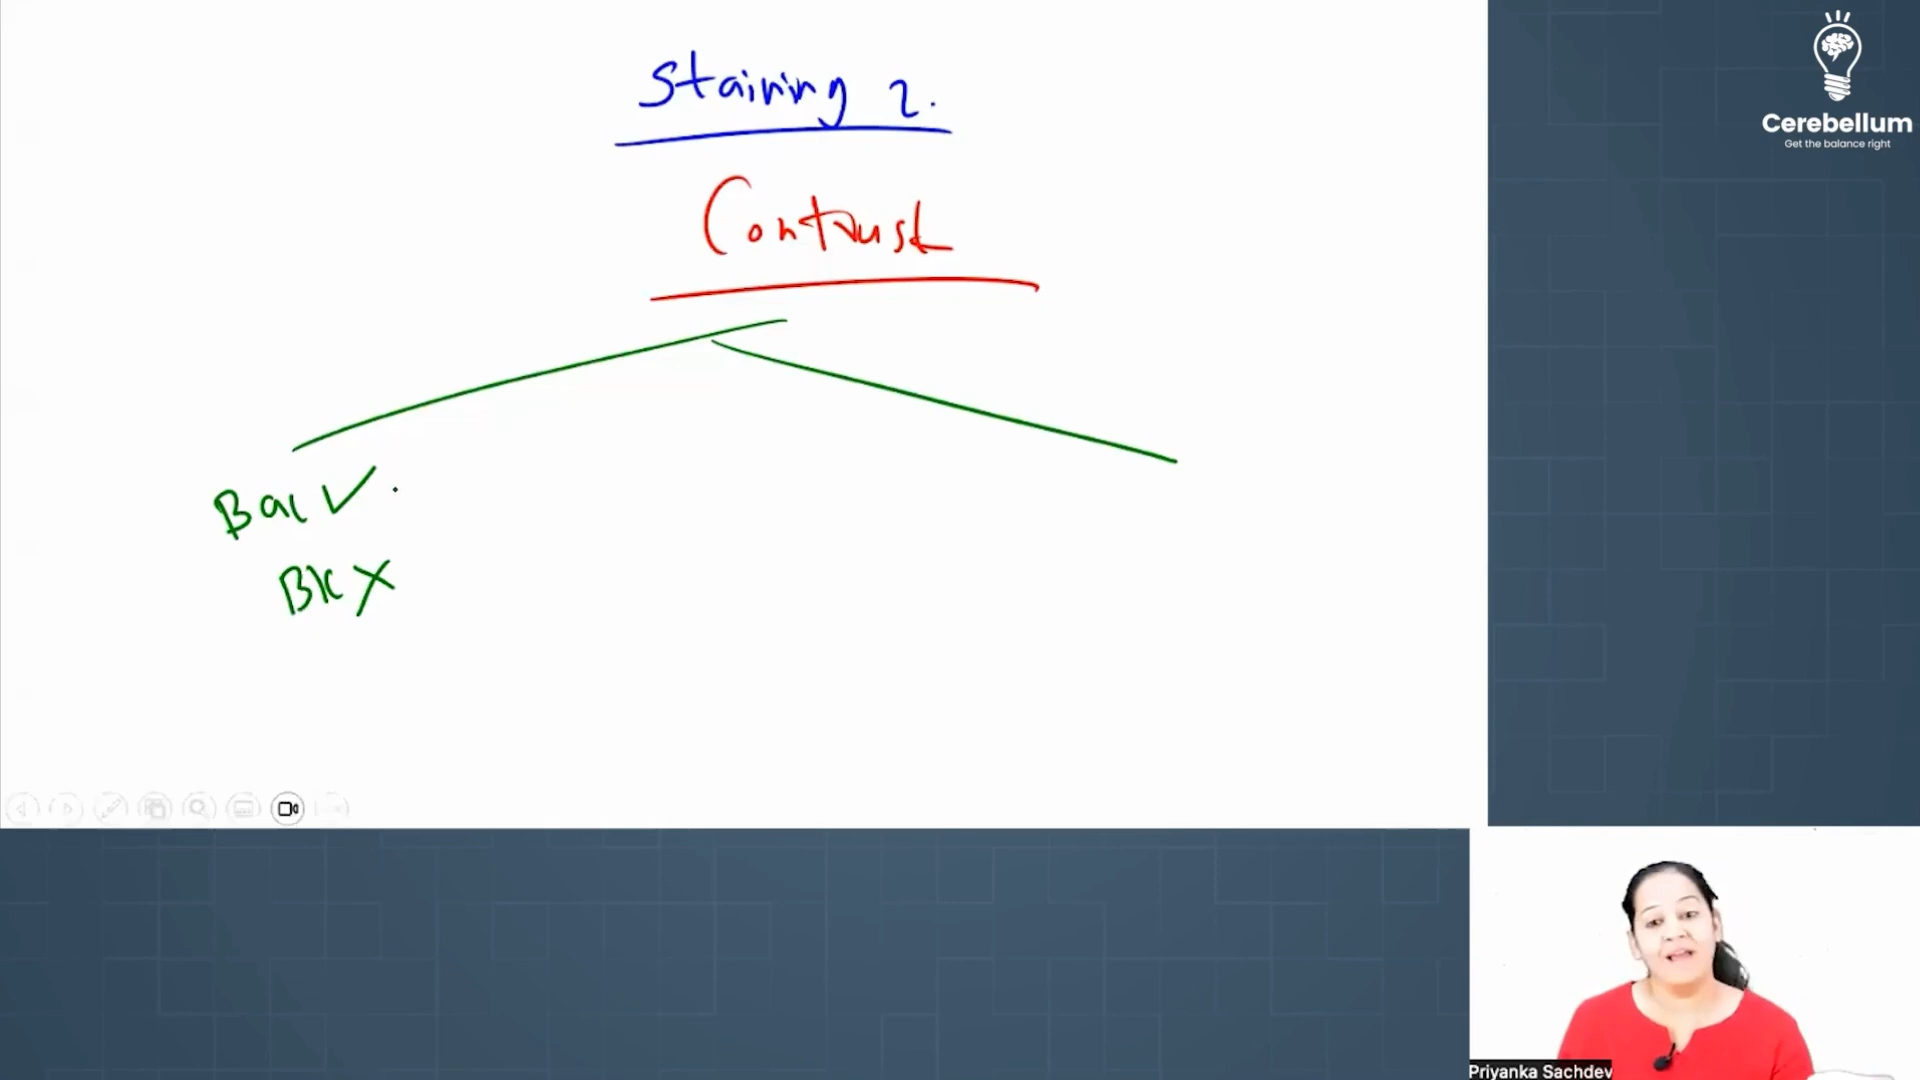 Staining 2.
Contrast
Bac ✓
BK X
Cerebellum
Get the balance right
Priyanka Sachdev